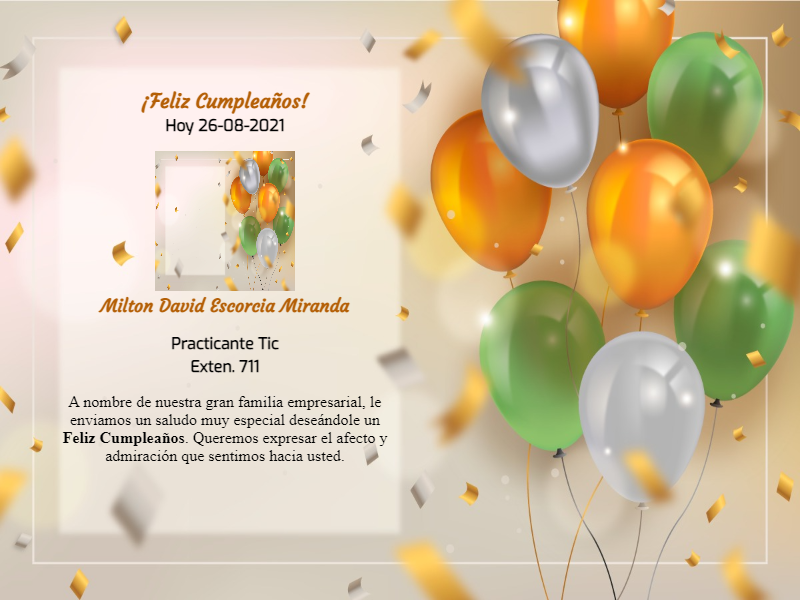 ¡Feliz Cumpleaños!
Hoy 26-08-2021
Milton David Escorcia Miranda
Practicante Tic
Exten. 711
A nombre de nuestra gran familia empresarial, le
enviamos un saludo muy especial deseándole un
Feliz Cumpleaños. Queremos expresar el afecto y
admiración que sentimos hacia usted.